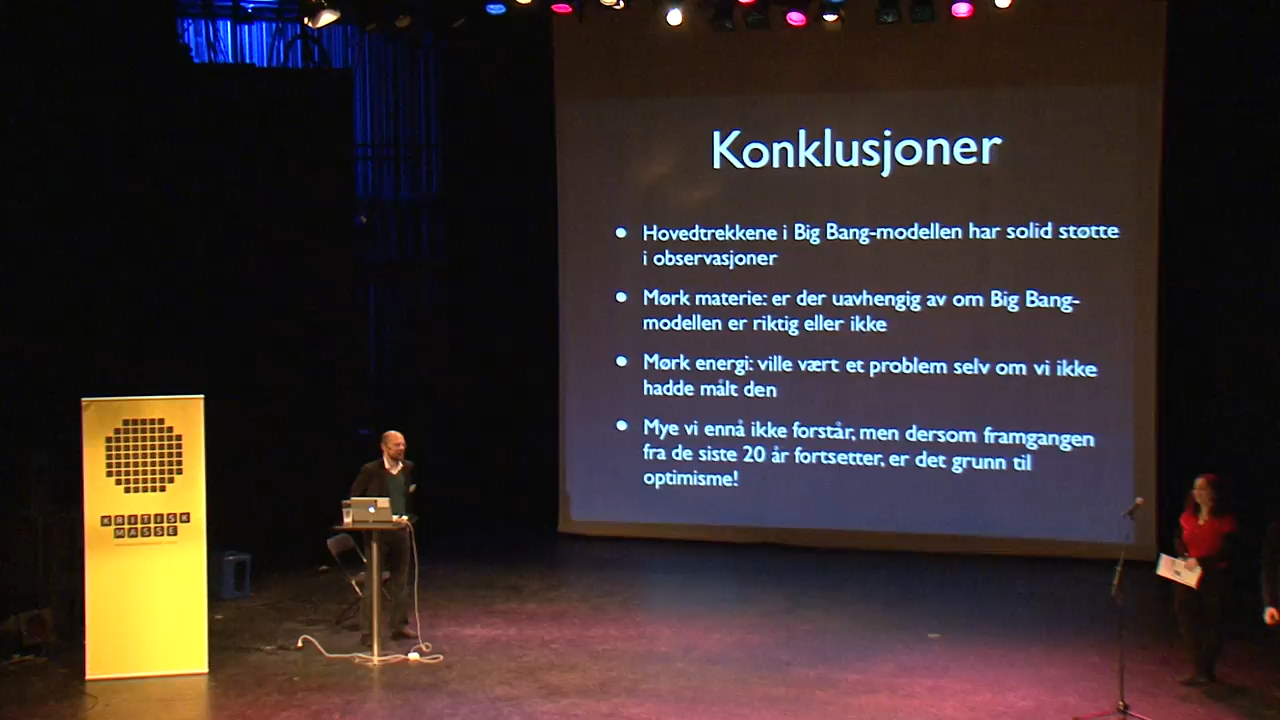 Konklusjoner
Hovedtrekkene i Big Bang-modellen har solid støtte
i observasjoner
Mørk materie: er der uavhengig av om Big Bang-
modellen er riktig eller ikke
Mørk energi: ville vært et problem selv om vi ikke
hadde målt den
Mye vi ennå ikke forstår, men dersom framgangen
fra de siste 20 år fortsetter, er det grunn til
optimisme!
KRITISK
MASSE